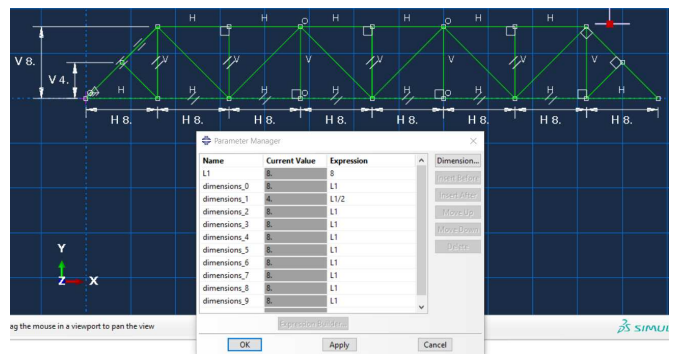 H H H H H H
V 8.
V V V V V
V 4.
H H H H H H H
H 8. H 8. H 8. H 8. H 8. H 8. H 8. H 8.
Parameter Manager
Name Current Value Expression Dimension...
L1 8. 8 Insert Before
dimensions_0 8. L1
dimensions_1 4. L1/2 Insert After
dimensions_2 8. L1 Move Up
dimensions_3 8. L1
dimensions_4 8. L1 Move Down
dimensions_5 8. L1 Delete
dimensions_6 8. L1
dimensions_7 8. L1
dimensions_8 8. L1
dimensions_9 8. L1
Y
Z X
Expression Builder...
ag the mouse in a viewport to pan the view
SIMUL
OK Apply Cancel